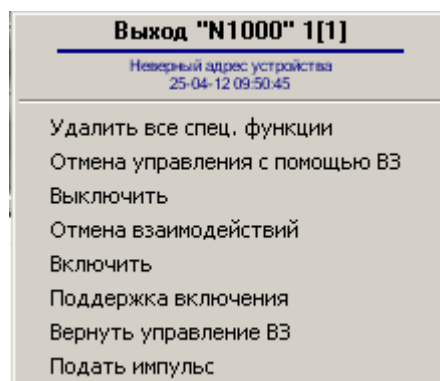 Выход "N1000" 1[1]
Неверный адрес устройства
25-04-12 09:50:45
Удалить все спец. функции
Отмена управления с помощью ВЗ
Выключить
Отмена взаимодействий
Включить
Поддержка включения
Вернуть управление ВЗ
Подать импульс